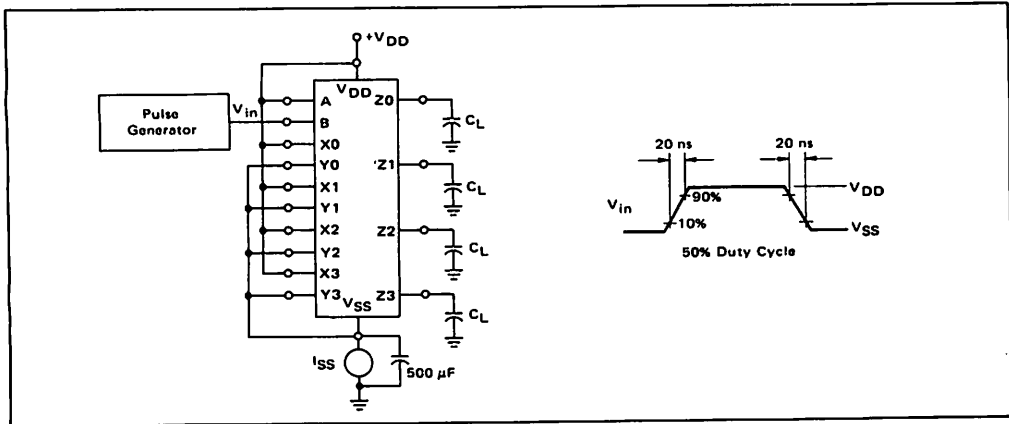 +VDD
Pulse
Generator
Vin
VDD
A
B
X0
Y0
X1
Y1
X2
Y2
X3
Y3
VSS
Z0
Z1
Z2
Z3
CL
CL
CL
CL
ISS
500 µF
20 ns
20 ns
Vin
90%
10%
VDD
VSS
50% Duty Cycle